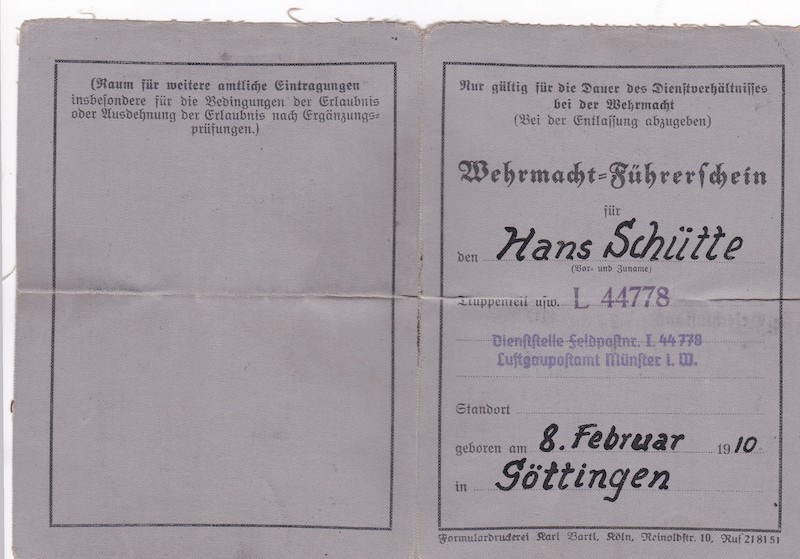 (Raum für weitere amtliche Eintragungen
insbesondere für die Bedingungen der Erlaubnis
oder Ausdehnung der Erlaubnis nach Ergänzungs-
prüfungen.)
Nur gültig für die Dauer des Dienstverhältnisses
bei der Wehrmacht
(Bei der Entlassung abzugeben)
Wehrmacht-Führerschein
für
den Hans Schütte
(Vor- und Zuname)
Truppenteil usw. L 44778
Dienststelle Feldpostnr. L 44778
Luftgaupostamt Münster i. W.
Standort
geboren am 8. Februar 1910
in Göttingen
Formulardruckerei Karl Bartl, Köln, Reinoldstr. 10, Ruf 21 81 51